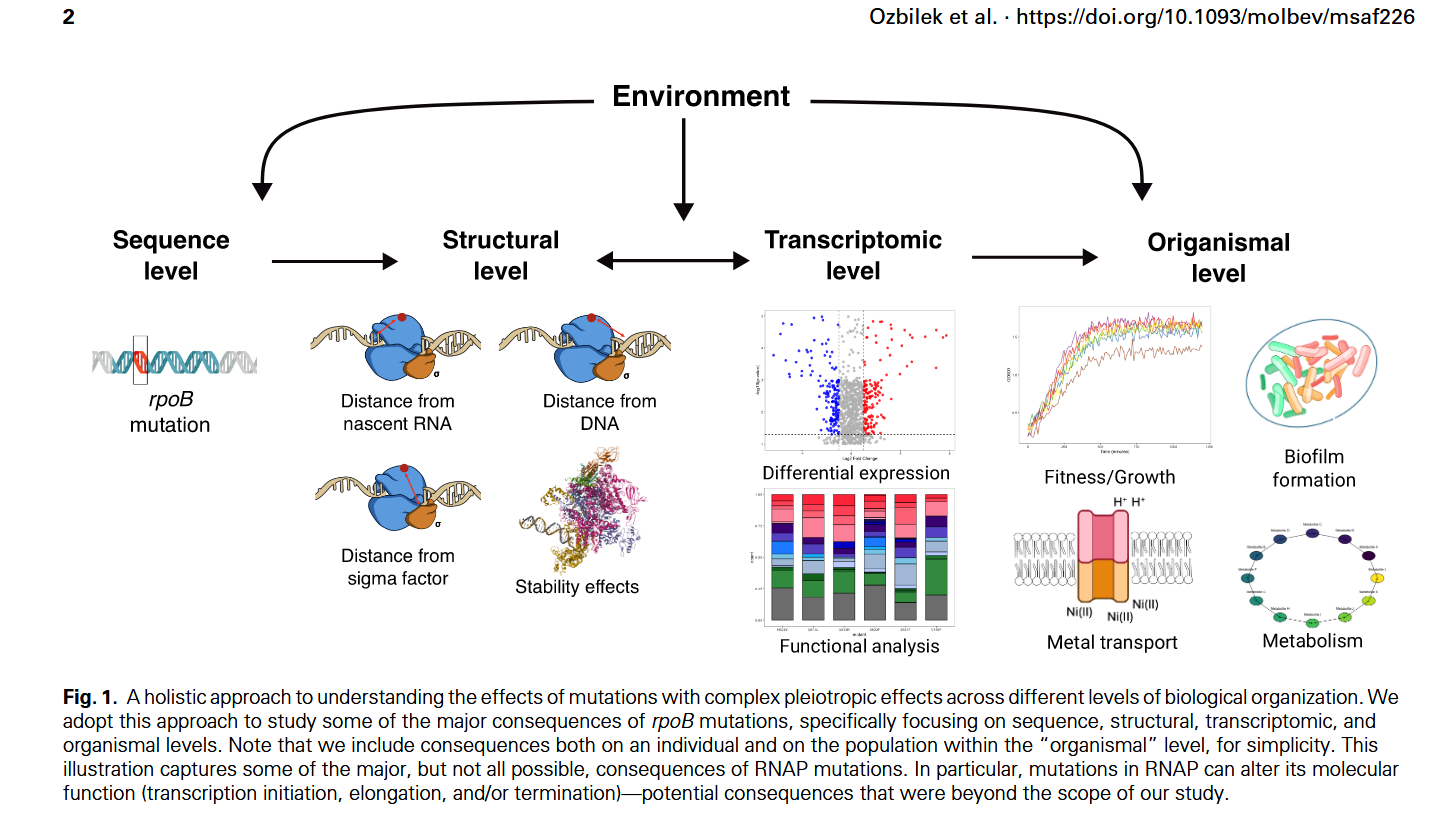 2
Ozbilek et al. · https://doi.org/10.1093/molbev/msaf226
Environment
Sequence
level
Structural
level
Transcriptomic
level
Origanismal
level
rpoB
mutation
σ
Distance from
nascent RNA
σ
Distance from
DNA
σ
Distance from
sigma factor
Stability effects
Log2 Fold Change
Differential expression
mutant
Functional analysis
Time (minutes)
Fitness/Growth
Biofilm
formation
H+ H+
Ni(II)
Ni(II)
Ni(II)
Metal transport
Metabolism
Fig. 1. A holistic approach to understanding the effects of mutations with complex pleiotropic effects across different levels of biological organization. We
adopt this approach to study some of the major consequences of rpoB mutations, specifically focusing on sequence, structural, transcriptomic, and
organismal levels. Note that we include consequences both on an individual and on the population within the “organismal” level, for simplicity. This
illustration captures some of the major, but not all possible, consequences of RNAP mutations. In particular, mutations in RNAP can alter its molecular
function (transcription initiation, elongation, and/or termination)—potential consequences that were beyond the scope of our study.